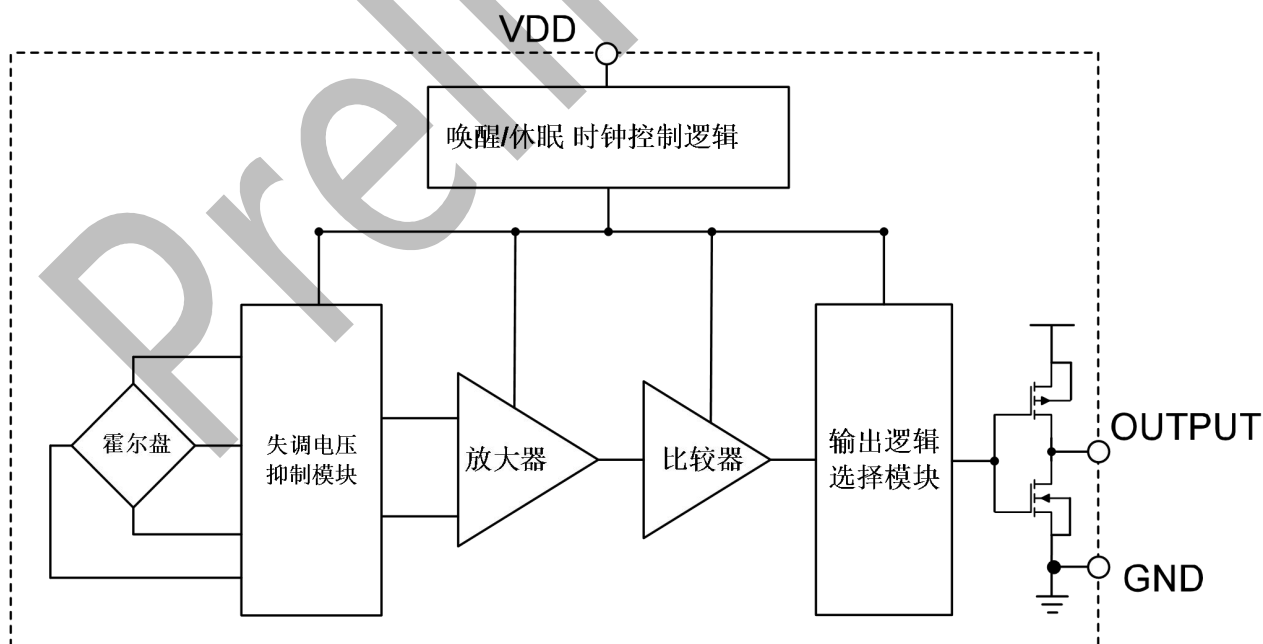 VDD
唤醒/休眠 时钟控制逻辑
霍尔盘
失调电压
抑制模块
放大器
比较器
输出逻辑
选择模块
OUTPUT
GND
Preli